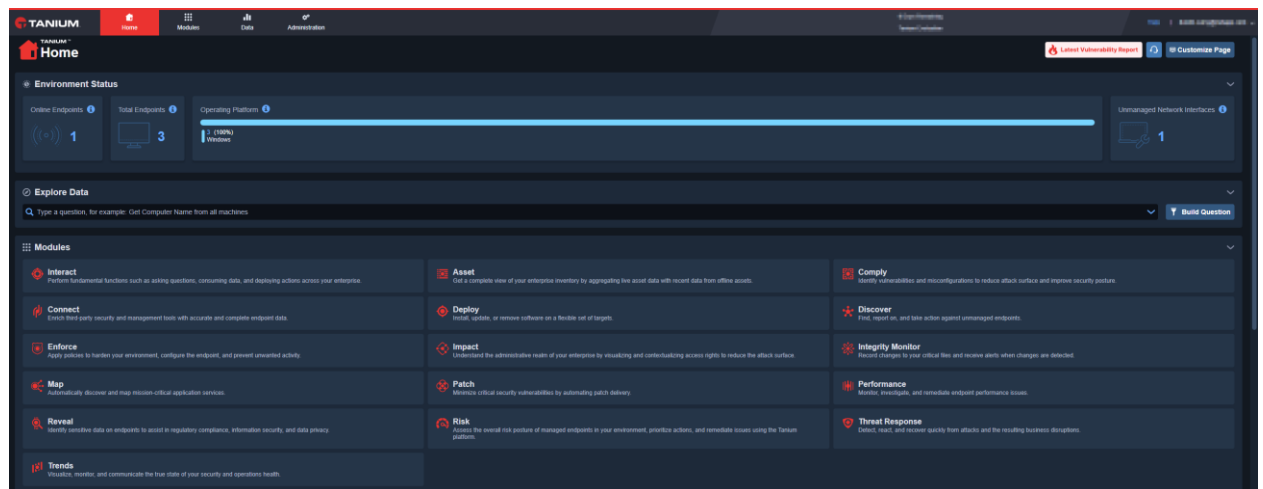 TANIUM
Home
Modules
Data
Administration
TANIUM
Home
Latest Vulnerability Report
Customize Page
Environment Status
Online Endpoints
1
Total Endpoints
3
Operating Platform
3 (100%)
Windows
Unmanaged Network Interfaces
1
Explore Data
Type a question, for example: Get Computer Name from all machines
Build Question
Modules
Interact
Perform fundamental functions such as asking questions, consuming data, and deploying actions across your enterprise.
Asset
Get a complete view of your enterprise inventory by aggregating live asset data with recent data from offline assets.
Comply
Identify vulnerabilities and misconfigurations to reduce attack surface and improve security posture.
Connect
Enrich third-party security and management tools with accurate and complete endpoint data.
Deploy
Install, update, or remove software on a flexible set of targets.
Discover
Find, report on, and take action against unmanaged endpoints.
Enforce
Apply policies to harden your environment, configure the endpoint, and prevent unwanted activity.
Impact
Understand the administrative realm of your enterprise by visualizing and contextualizing access rights to reduce the attack surface.
Integrity Monitor
Record changes to your critical files and receive alerts when changes are detected.
Map
Automatically discover and map mission-critical application services.
Patch
Minimize critical security vulnerabilities by automating patch delivery.
Performance
Monitor, investigate, and remediate endpoint performance issues.
Reveal
Identify sensitive data on endpoints to assist in regulatory compliance, information security, and data privacy.
Risk
Assess the overall risk posture of managed endpoints in your environment, prioritize actions, and remediate issues using the Tanium
platform.
Threat Response
Detect, react, and recover quickly from attacks and the resulting business disruptions.
Trends
Visualize, monitor, and communicate the true state of your security and operations health.